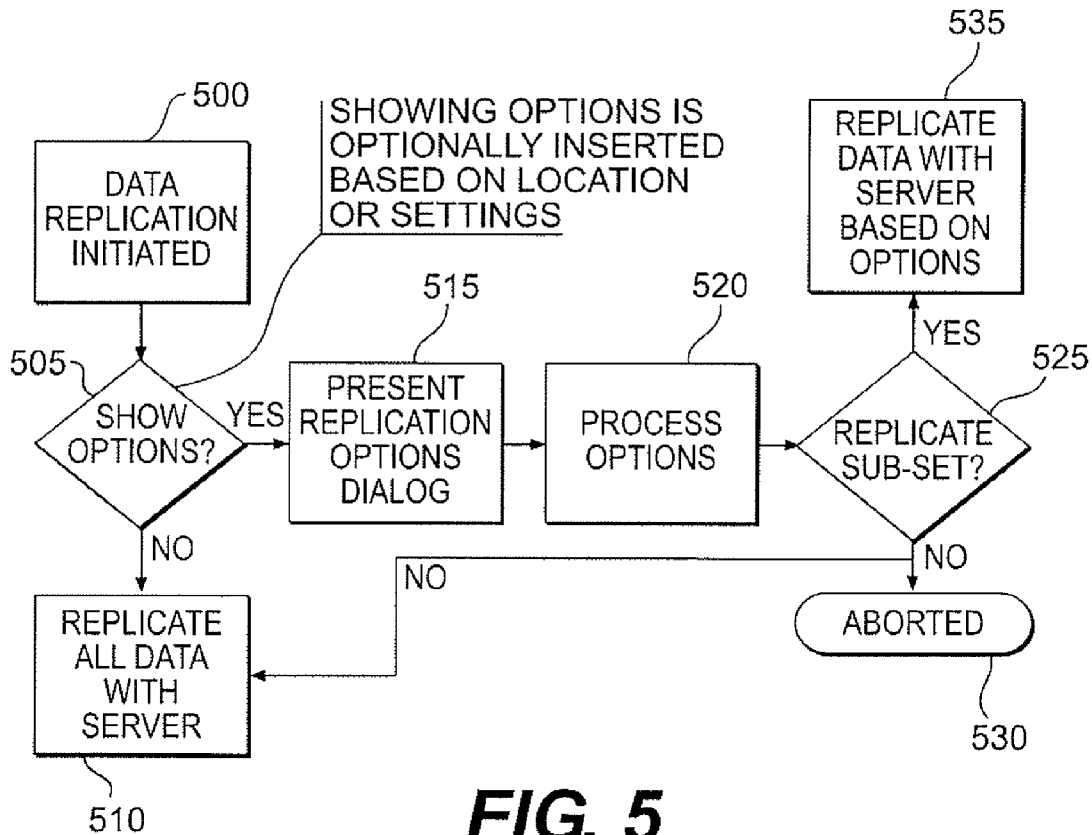 535
500
SHOWING OPTIONS IS
OPTIONALLY INSERTED
BASED ON LOCATION
OR SETTINGS
DATA
REPLICATION
INITIATED
REPLICATE
DATA WITH
SERVER
BASED ON
OPTIONS
505
SHOW
OPTIONS?
YES
515
PRESENT
REPLICATION
OPTIONS
DIALOG
520
PROCESS
OPTIONS
YES
525
REPLICATE
SUB-SET?
NO
NO
NO
REPLICATE
ALL DATA
WITH
SERVER
510
ABORTED
530
FIG. 5